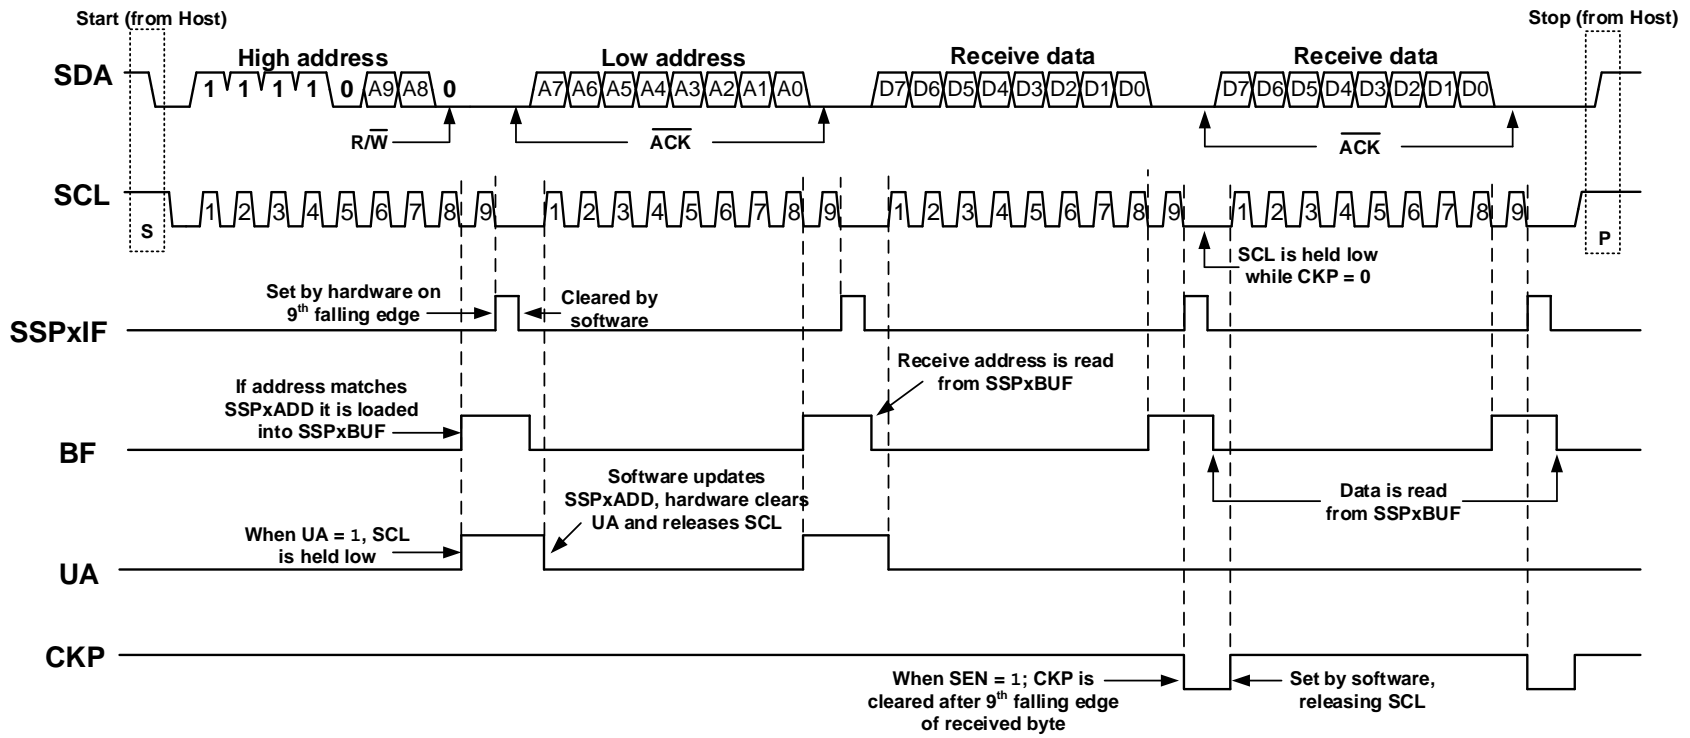 Start (from Host)
Stop (from Host)
High address
Low address
Receive data
Receive data
SDA
1 1 1 1 0 A9 A8 0
A7 A6 A5 A4 A3 A2 A1 A0
D7 D6 D5 D4 D3 D2 D1 D0
D7 D6 D5 D4 D3 D2 D1 D0
R/W̅
A̅C̅K̅
A̅C̅K̅
SCL
1 2 3 4 5 6 7 8 9
1 2 3 4 5 6 7 8 9
1 2 3 4 5 6 7 8 9
1 2 3 4 5 6 7 8 9
S
P
SCL is held low
while CKP = 0
Set by hardware on
9th falling edge
Cleared by
software
SSPxIF
Receive address is read
from SSPxBUF
If address matches
SSPxADD it is loaded
into SSPxBUF
BF
Software updates
SSPxADD, hardware clears
UA and releases SCL
Data is read
from SSPxBUF
When UA = 1, SCL
is held low
UA
CKP
When SEN = 1; CKP is
cleared after 9th falling edge
of received byte
Set by software,
releasing SCL